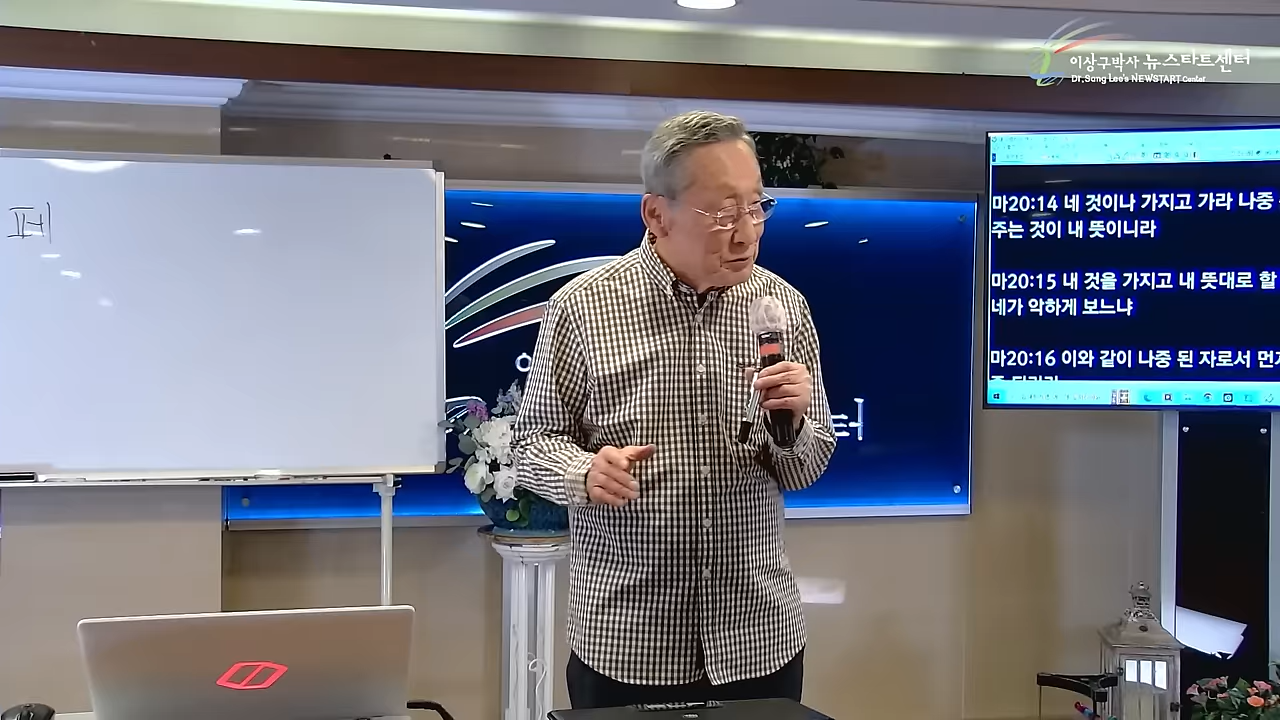 이상구박사 뉴스타트센터
Dr. Sang Lee's NEWSTART Center
마20:14 네 것이나 가지고 가라 나중
주는 것이 내 뜻이니라
마20:15 내 것을 가지고 내 뜻대로 할
네가 악하게 보느냐
마20:16 이와 같이 나중 된 자로서 먼저